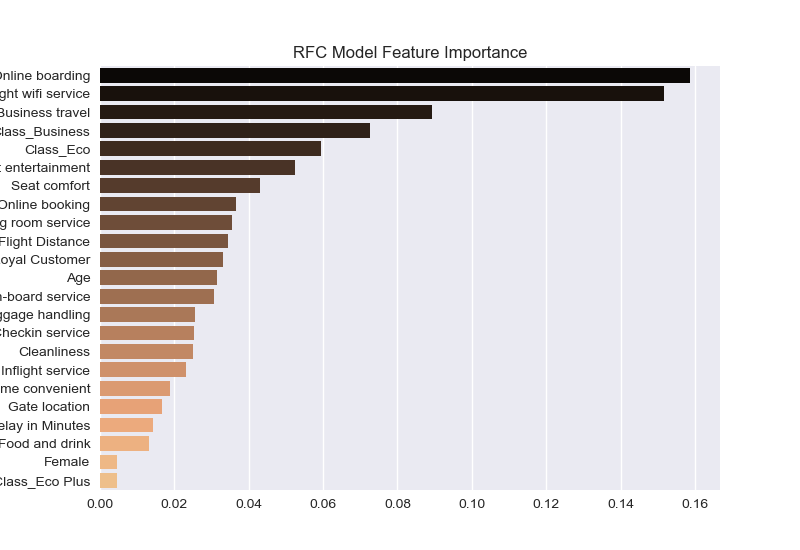 RFC Model Feature Importance
Online boarding
ght wifi service
Business travel
Class_Business
Class_Eco
t entertainment
Seat comfort
Online booking
g room service
Flight Distance
oyal Customer
Age
n-board service
ggage handling
Checkin service
Cleanliness
Inflight service
me convenient
Gate location
elay in Minutes
Food and drink
Female
Class_Eco Plus
0.00 0.02 0.04 0.06 0.08 0.10 0.12 0.14 0.16